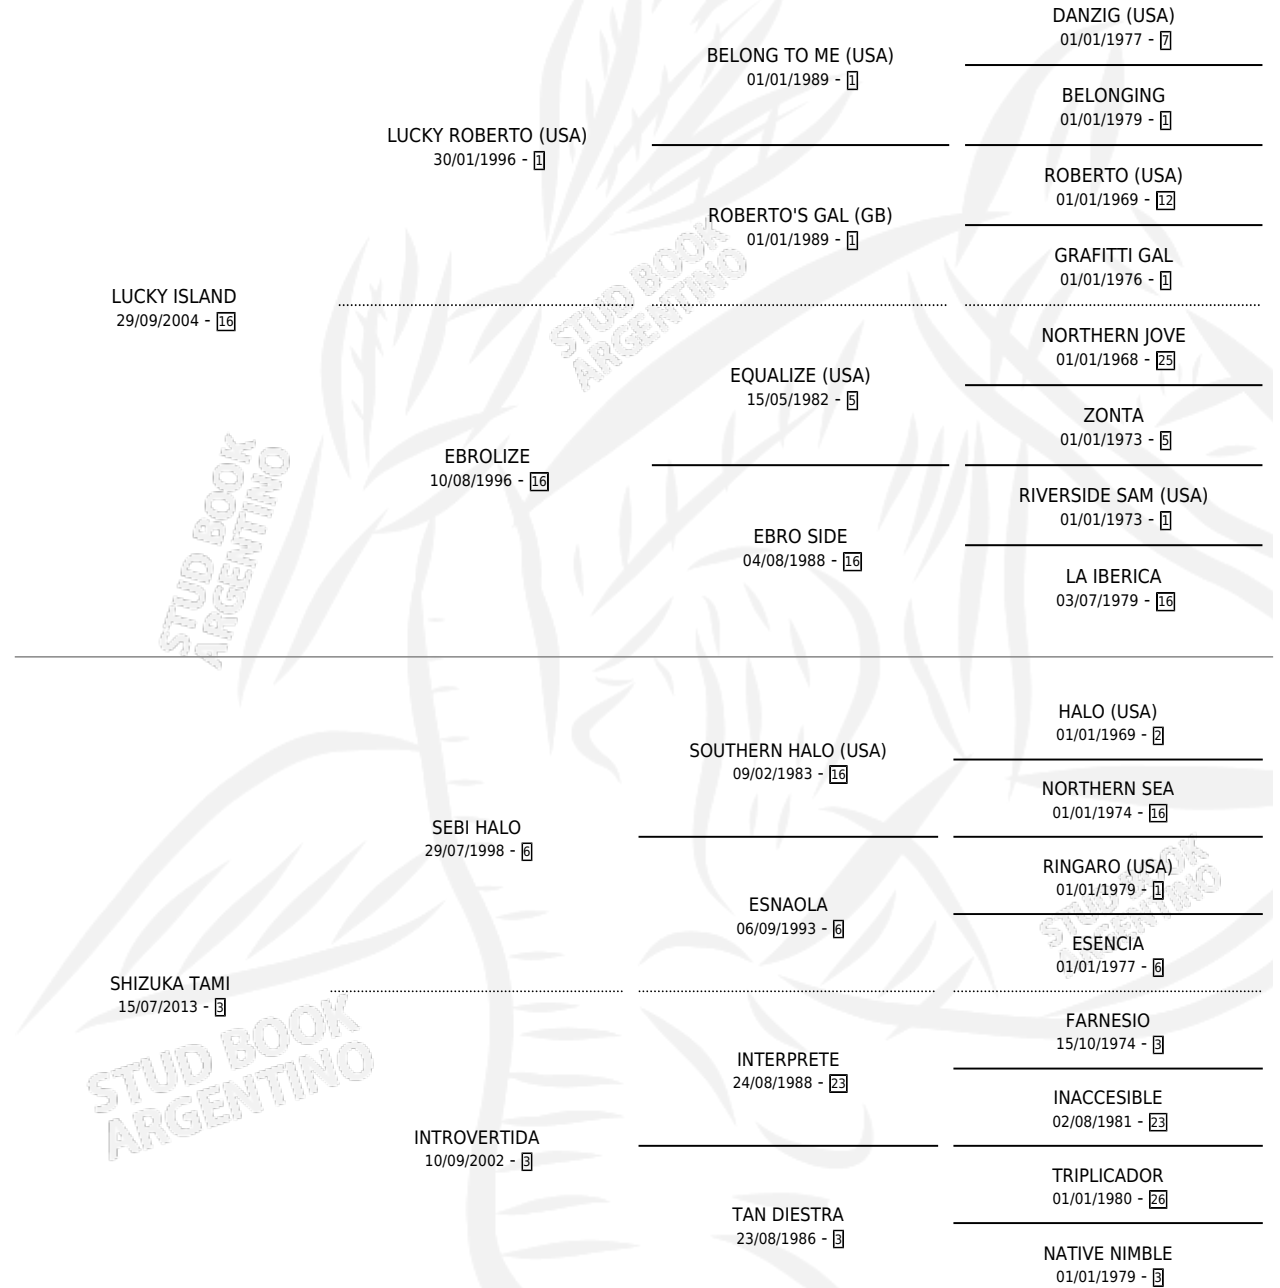 DANZIG (USA)
01/01/1977 - 7
BELONG TO ME (USA)
01/01/1989 - 1
BELONGING
01/01/1979 - 1
LUCKY ROBERTO (USA)
30/01/1996 - 1
ROBERTO (USA)
01/01/1969 - 12
ROBERTO'S GAL (GB)
01/01/1989 - 1
GRAFITTI GAL
01/01/1976 - 1
LUCKY ISLAND
29/09/2004 - 16
STUD BOOK
ARGENTINO
NORTHERN JOVE
01/01/1968 - 25
EQUALIZE (USA)
15/05/1982 - 5
ZONTA
01/01/1973 - 5
EBROLIZE
10/08/1996 - 16
RIVERSIDE SAM (USA)
01/01/1973 - 1
EBRO SIDE
04/08/1988 - 16
LA IBERICA
03/07/1979 - 16
STUD BOOK
ARGENTINO
HALO (USA)
01/01/1969 - 2
SOUTHERN HALO (USA)
09/02/1983 - 16
NORTHERN SEA
01/01/1974 - 16
SEBI HALO
29/07/1998 - 6
RINGARO (USA)
01/01/1979 - 1
ESNAOLA
06/09/1993 - 6
STUD BOOK
ARGENTINO
ESENCIA
01/01/1977 - 6
SHIZUKA TAMI
15/07/2013 - 3
FARNESIO
15/10/1974 - 3
INTERPRETE
24/08/1988 - 23
INACCESIBLE
02/08/1981 - 23
STUD BOOK
ARGENTINO
INTROVERTIDA
10/09/2002 - 3
TRIPLICADOR
01/01/1980 - 26
TAN DIESTRA
23/08/1986 - 3
NATIVE NIMBLE
01/01/1979 - 3